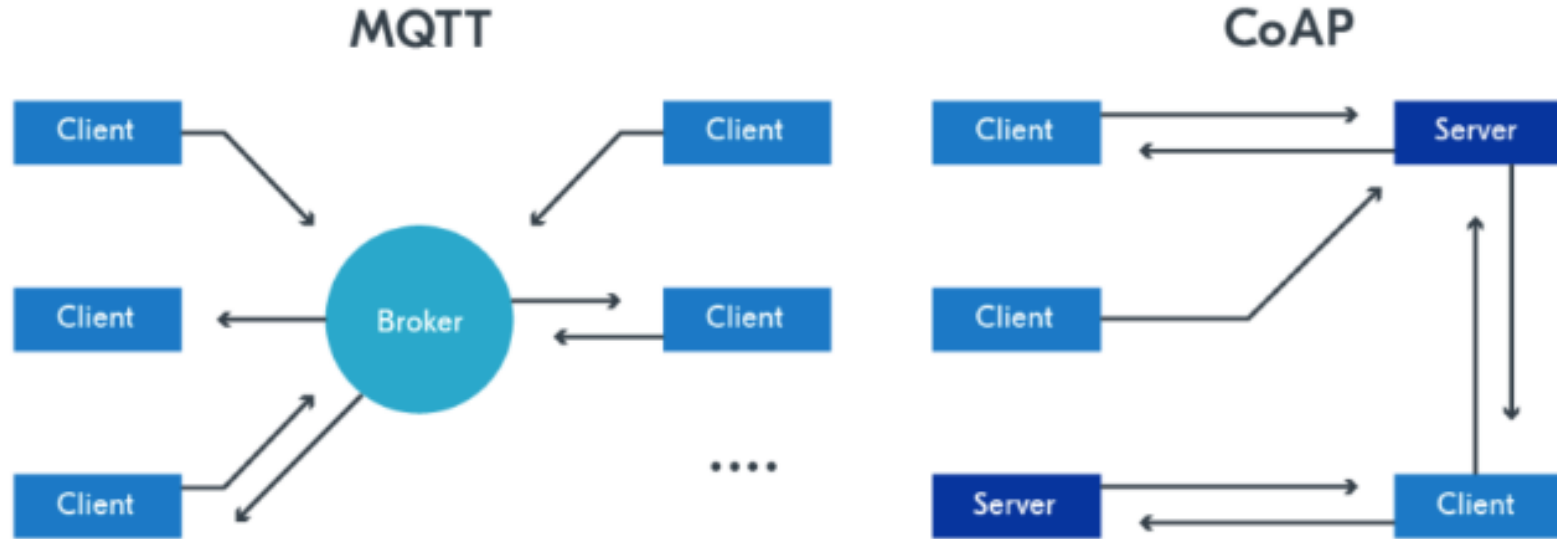 MQTT
Client
Client
Client
Broker
Client
Client
....
CoAP
Client
Server
Client
Server
Client